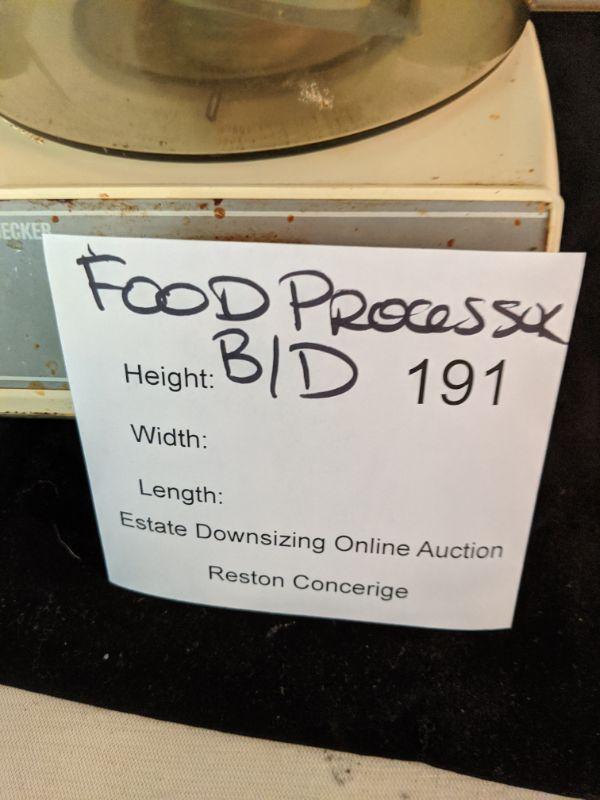 ECKER
FOOD PROCESSOR
Height: B/D 191
Width:
Length:
Estate Downsizing Online Auction
Reston Concerige